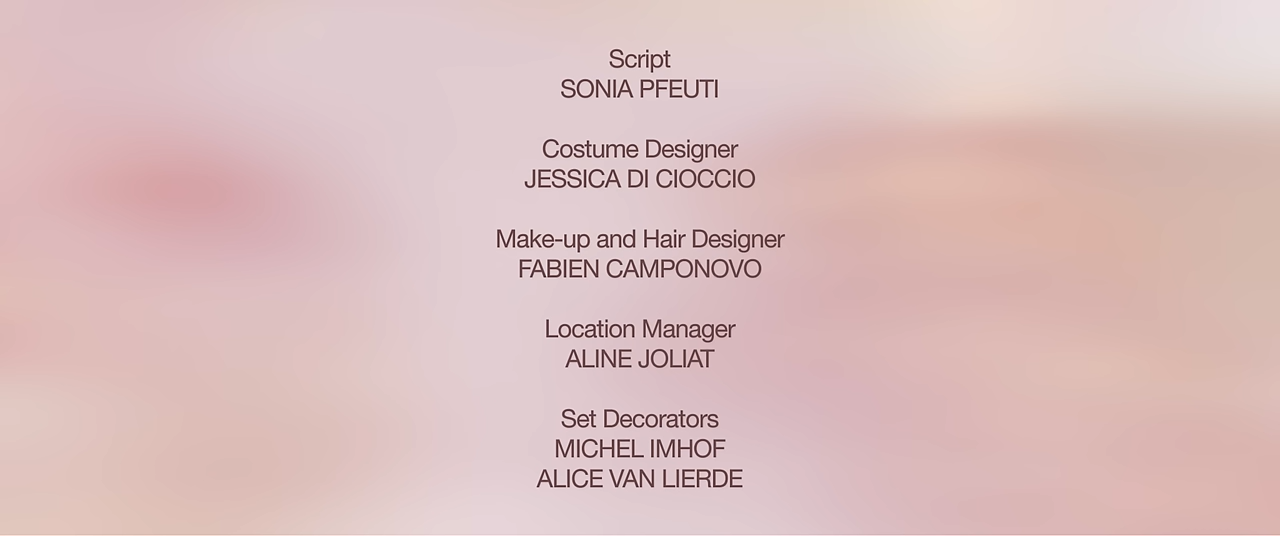 Script
SONIA PFEUTI
Costume Designer
JESSICA DI CIOCCIO
Make-up and Hair Designer
FABIEN CAMPONOVO
Location Manager
ALINE JOLIAT
Set Decorators
MICHEL IMHOF
ALICE VAN LIERDE